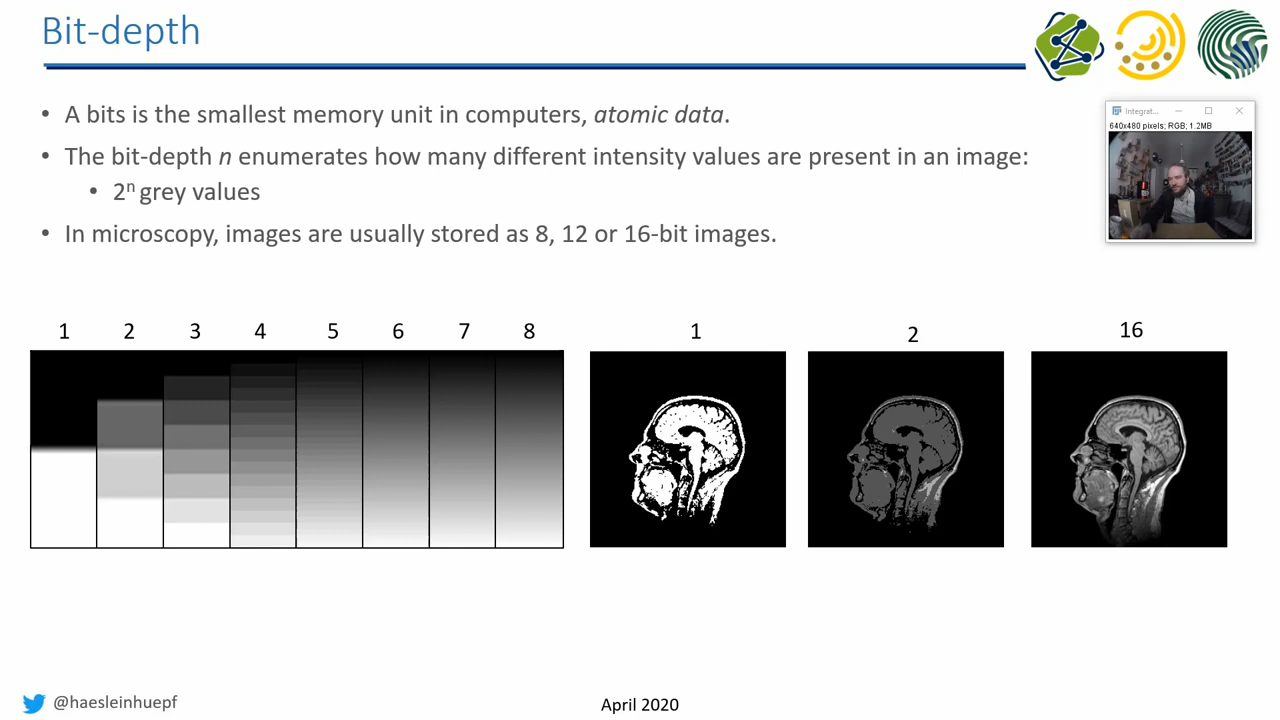 Bit-depth
• A bits is the smallest memory unit in computers, atomic data.
• The bit-depth n enumerates how many different intensity values are present in an image:
• 2ⁿ grey values
• In microscopy, images are usually stored as 8, 12 or 16-bit images.
Integrat...
640x480 pixels; RGB; 1.2MB
1 2 3 4 5 6 7 8
1 2 16
@haesleinhuepf
April 2020